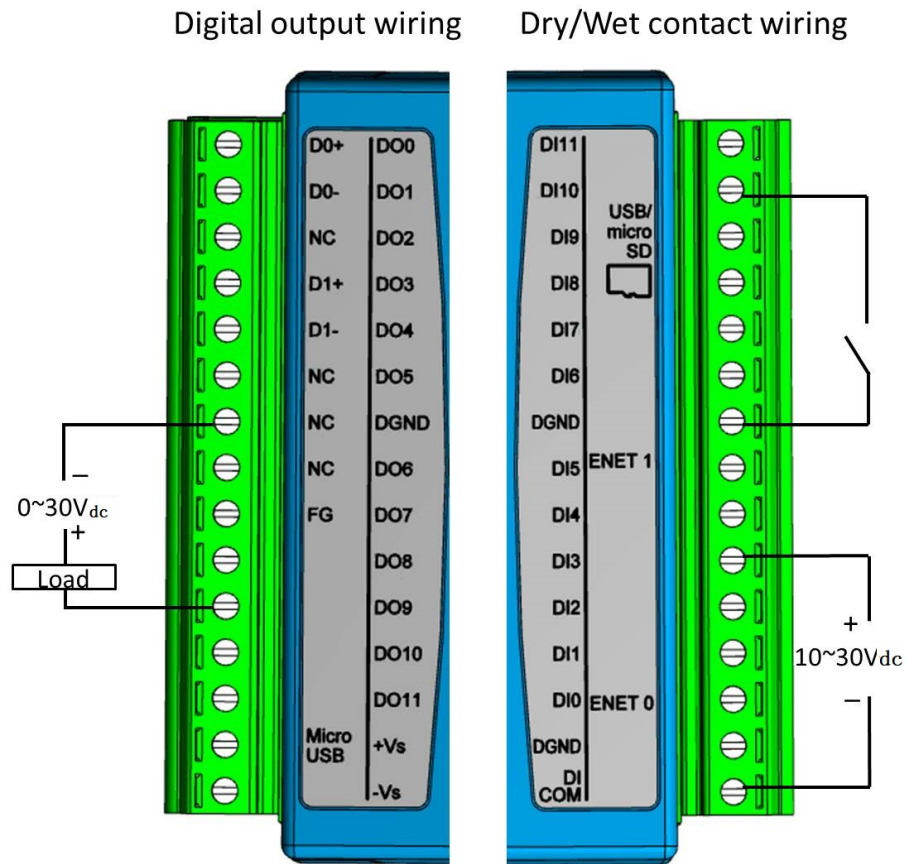 Digital output wiring
Dry/Wet contact wiring
D0+ DO0
D0- DO1
NC DO2
D1+ DO3
D1- DO4
NC DO5
NC DGND
NC DO6
FG DO7
DO8
DO9
DO10
DO11
Micro
USB
+Vs
-Vs
−
0~30Vdc
+
Load
DI11
DI10
DI9
DI8
DI7
DI6
DGND
DI5
DI4
DI3
DI2
DI1
DI0
DGND
DI
COM
USB/
micro
SD
ENET 1
ENET 0
+
10~30Vdc
−